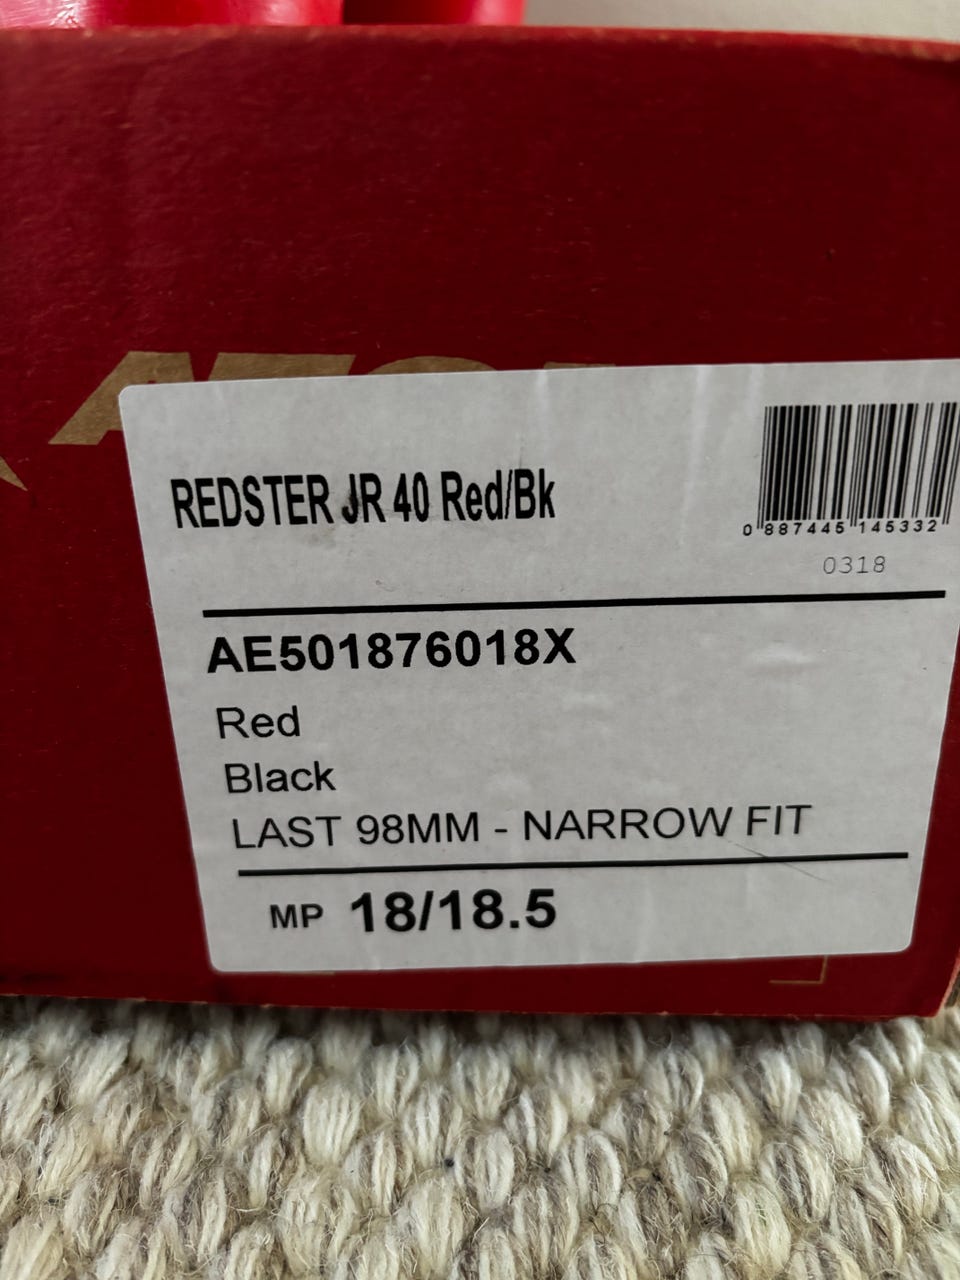 REDSTER JR 40 Red/Bk
0 887445 145332
0318
AE501876018X
Red
Black
LAST 98MM - NARROW FIT
MP 18/18.5